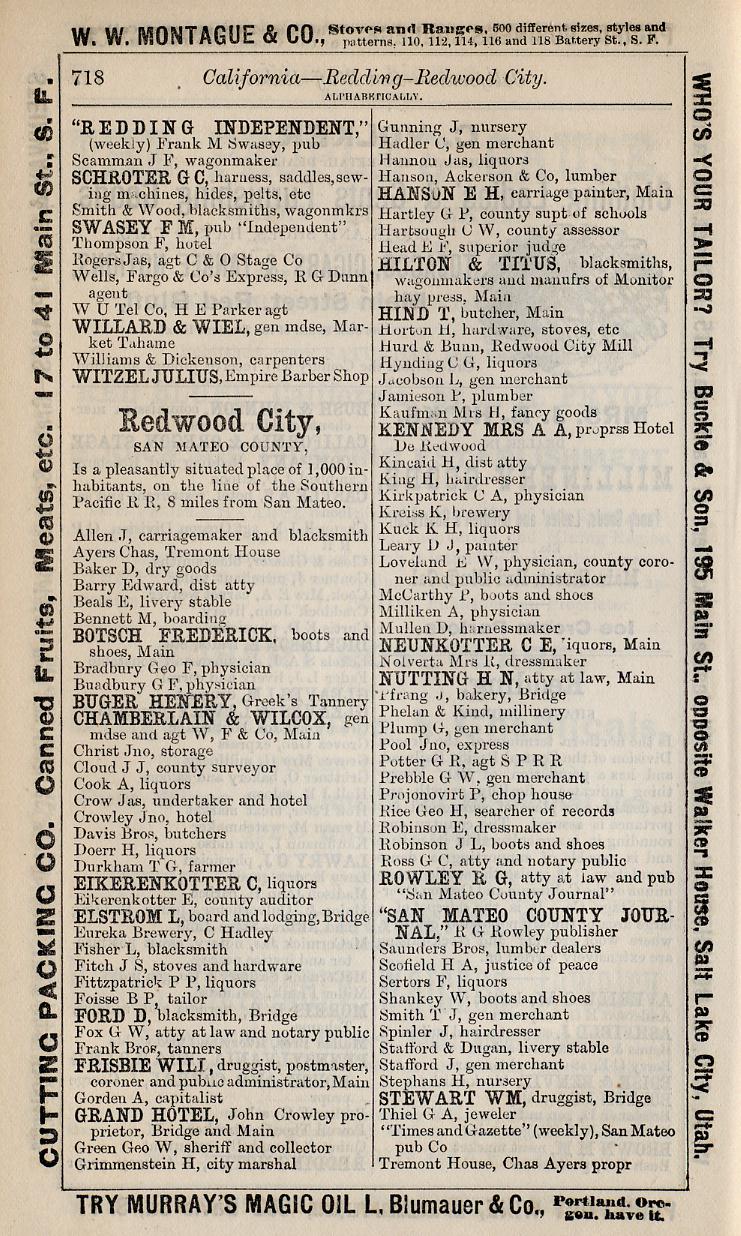 W. W. MONTAGUE & CO., Stoves and Ranges, 500 different sizes, styles and
patterns, 110, 112, 114, 116 and 118 Battery St., S. F.
718 California—Redding–Redwood City.
ALPHABETICALLY.
"REDDING INDEPENDENT,"
(weekly) Frank M Swasey, pub
Scamman J F, wagonmaker
SCHROTER G C, harness, saddles, sew-
ing machines, hides, pelts, etc
Smith & Wood, blacksmiths, wagonmkrs
SWASEY F M, pub "Independent"
Thompson F, hotel
Rogers Jas, agt C & O Stage Co
Wells, Fargo & Co's Express, R G Dunn
agent
W U Tel Co, H E Parker agt
WILLARD & WIEL, gen mdse, Mar-
ket Tahame
Williams & Dickenson, carpenters
WITZEL JULIUS, Empire Barber Shop
Redwood City,
SAN MATEO COUNTY,
Is a pleasantly situated place of 1,000 in-
habitants, on the line of the Southern
Pacific R R, 8 miles from San Mateo.
Allen J, carriagemaker and blacksmith
Ayers Chas, Tremont House
Baker D, dry goods
Barry Edward, dist atty
Beals E, livery stable
Bennett M, boarding
BOTSCH FREDERICK, boots and
shoes, Main
Bradbury Geo F, physician
Buadbury G F, physician
BUGER HENERY, Greek's Tannery
CHAMBERLAIN & WILCOX, gen
mdse and agt W, F & Co, Main
Christ Jno, storage
Cloud J J, county surveyor
Cook A, liquors
Crow Jas, undertaker and hotel
Crowley Jno, hotel
Davis Bros, butchers
Doerr H, liquors
Durkham T G, farmer
EIKERENKOTTER C, liquors
Eikerenkotter E, county auditor
ELSTROM L, board and lodging, Bridge
Eureka Brewery, C Hadley
Fisher L, blacksmith
Fitch J S, stoves and hardware
Fittzpatrick P P, liquors
Foisse B P, tailor
FORD D, blacksmith, Bridge
Fox G W, atty at law and notary public
Frank Bros, tanners
FRISBIE WILL, druggist, postmaster,
coroner and public administrator, Main
Gorden A, capitalist
GRAND HOTEL, John Crowley pro-
prietor, Bridge and Main
Green Geo W, sheriff and collector
Grimmenstein H, city marshal
Gunning J, nursery
Hadler C, gen merchant
Hannon Jas, liquors
Hanson, Ackerson & Co, lumber
HANSON E H, carriage painter, Main
Hartley G P, county supt of schools
Hartsough C W, county assessor
Head E F, superior judge
HILTON & TITUS, blacksmiths,
wagonmakers and manufrs of Monitor
hay press, Main
HIND T, butcher, Main
Horton H, hardware, stoves, etc
Hurd & Bunn, Redwood City Mill
Hynding C G, liquors
Jacobson L, gen merchant
Jamieson P, plumber
Kaufman Mrs H, fancy goods
KENNEDY MRS A A, proprss Hotel
De Redwood
Kincaid H, dist atty
King H, hairdresser
Kirkpatrick C A, physician
Kreiss K, brewery
Kuck K H, liquors
Leary D J, painter
Loveland E W, physician, county coro-
ner and public administrator
McCarthy P, boots and shoes
Milliken A, physician
Mullen D, harnessmaker
NEUNKOTTER C E, liquors, Main
Nolverta Mrs R, dressmaker
NUTTING H N, atty at law, Main
Pfrang J, bakery, Bridge
Phelan & Kind, millinery
Plump G, gen merchant
Pool Jno, express
Potter G R, agt S P R R
Prebble G W, gen merchant
Projonovirt P, chop house
Rice Geo H, searcher of records
Robinson E, dressmaker
Robinson J L, boots and shoes
Ross G C, atty and notary public
ROWLEY R G, atty at law and pub
"San Mateo County Journal"
"SAN MATEO COUNTY JOUR-
NAL," R G Rowley publisher
Saunders Bros, lumber dealers
Scofield H A, justice of peace
Sertors F, liquors
Shankey W, boots and shoes
Smith T J, gen merchant
Spinler J, hairdresser
Stafford & Dugan, livery stable
Stafford J, gen merchant
Stephans H, nursery
STEWART WM, druggist, Bridge
Thiel G A, jeweler
"Times and Gazette" (weekly), San Mateo
pub Co
Tremont House, Chas Ayers propr
CUTTING PACKING CO. Canned Fruits, Meats, etc. 17 to 41 Main St., S. F.
WHO'S YOUR TAILOR? Try Buckle & Son, 195 Main St., opposite Walker House, Salt Lake City, Utah.
TRY MURRAY'S MAGIC OIL L. Blumauer & Co., Portland, Ore-
gon, have it.